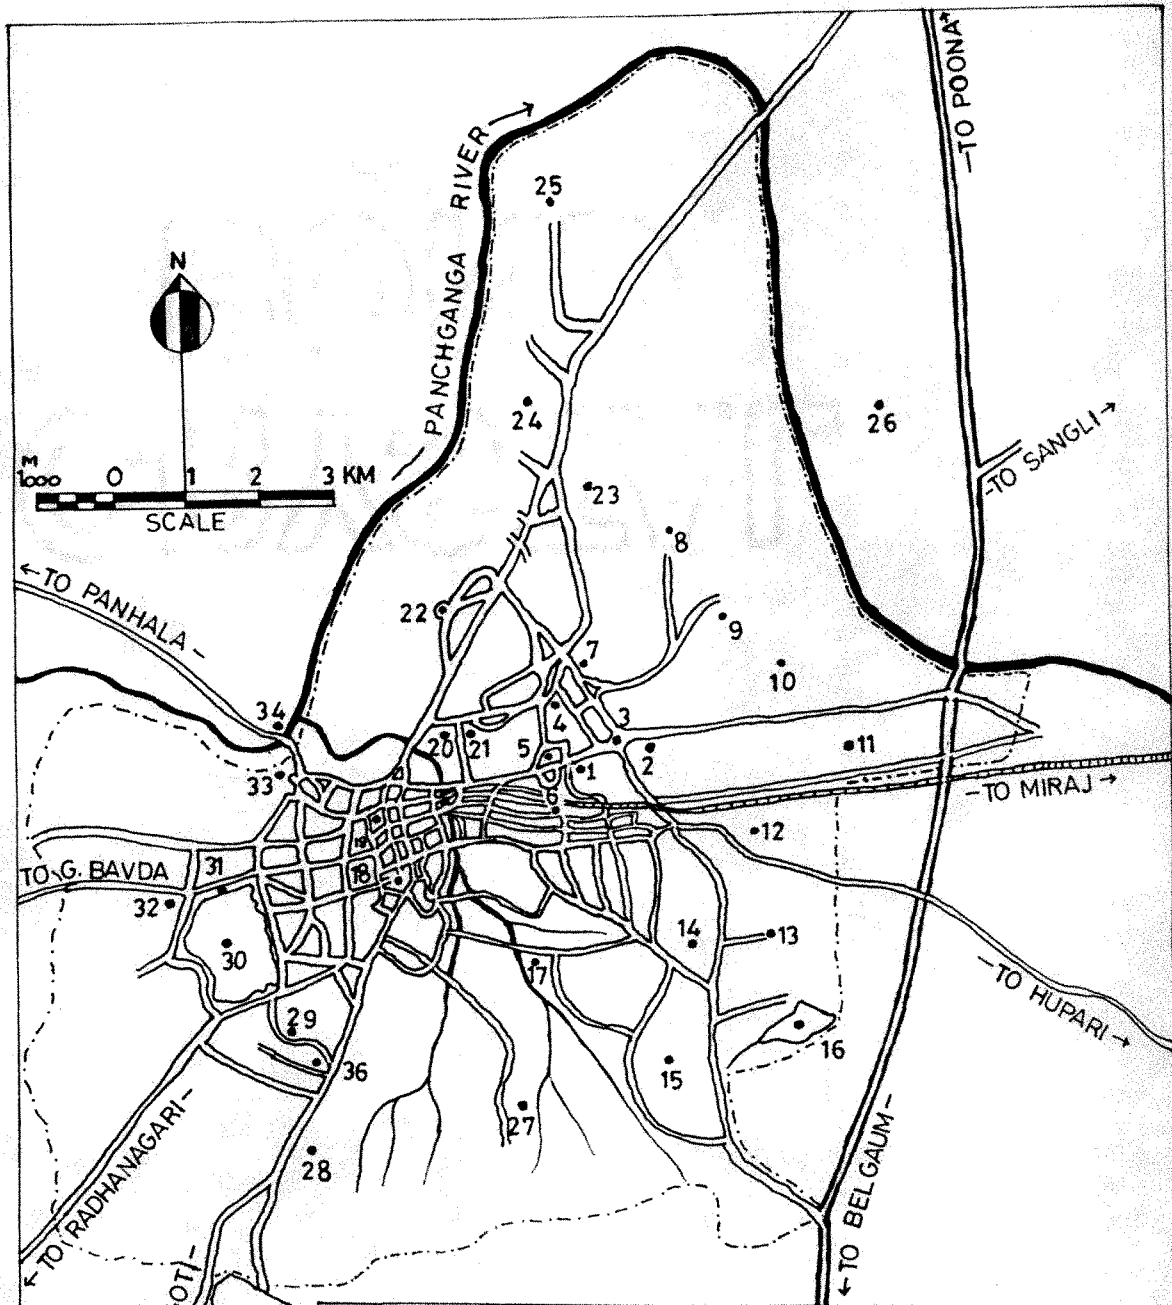 -TO POONA
PANCHGANGA RIVER →
25
N
24
26
M
1000 0 1 2 3 KM
SCALE
-TO SANGLI→
23
8
←TO PANHALA -
22
9
7
10
34
4
3
20
21
5
2
11
33
1
6
-TO MIRAJ →
12
19
31
18
TO G. BAVDA
32
14
13
30
17
-TO HUPARI→
29
16
36
15
27
28
←TO RADHANAGARI-
OTI-
←TO BELGAUM-